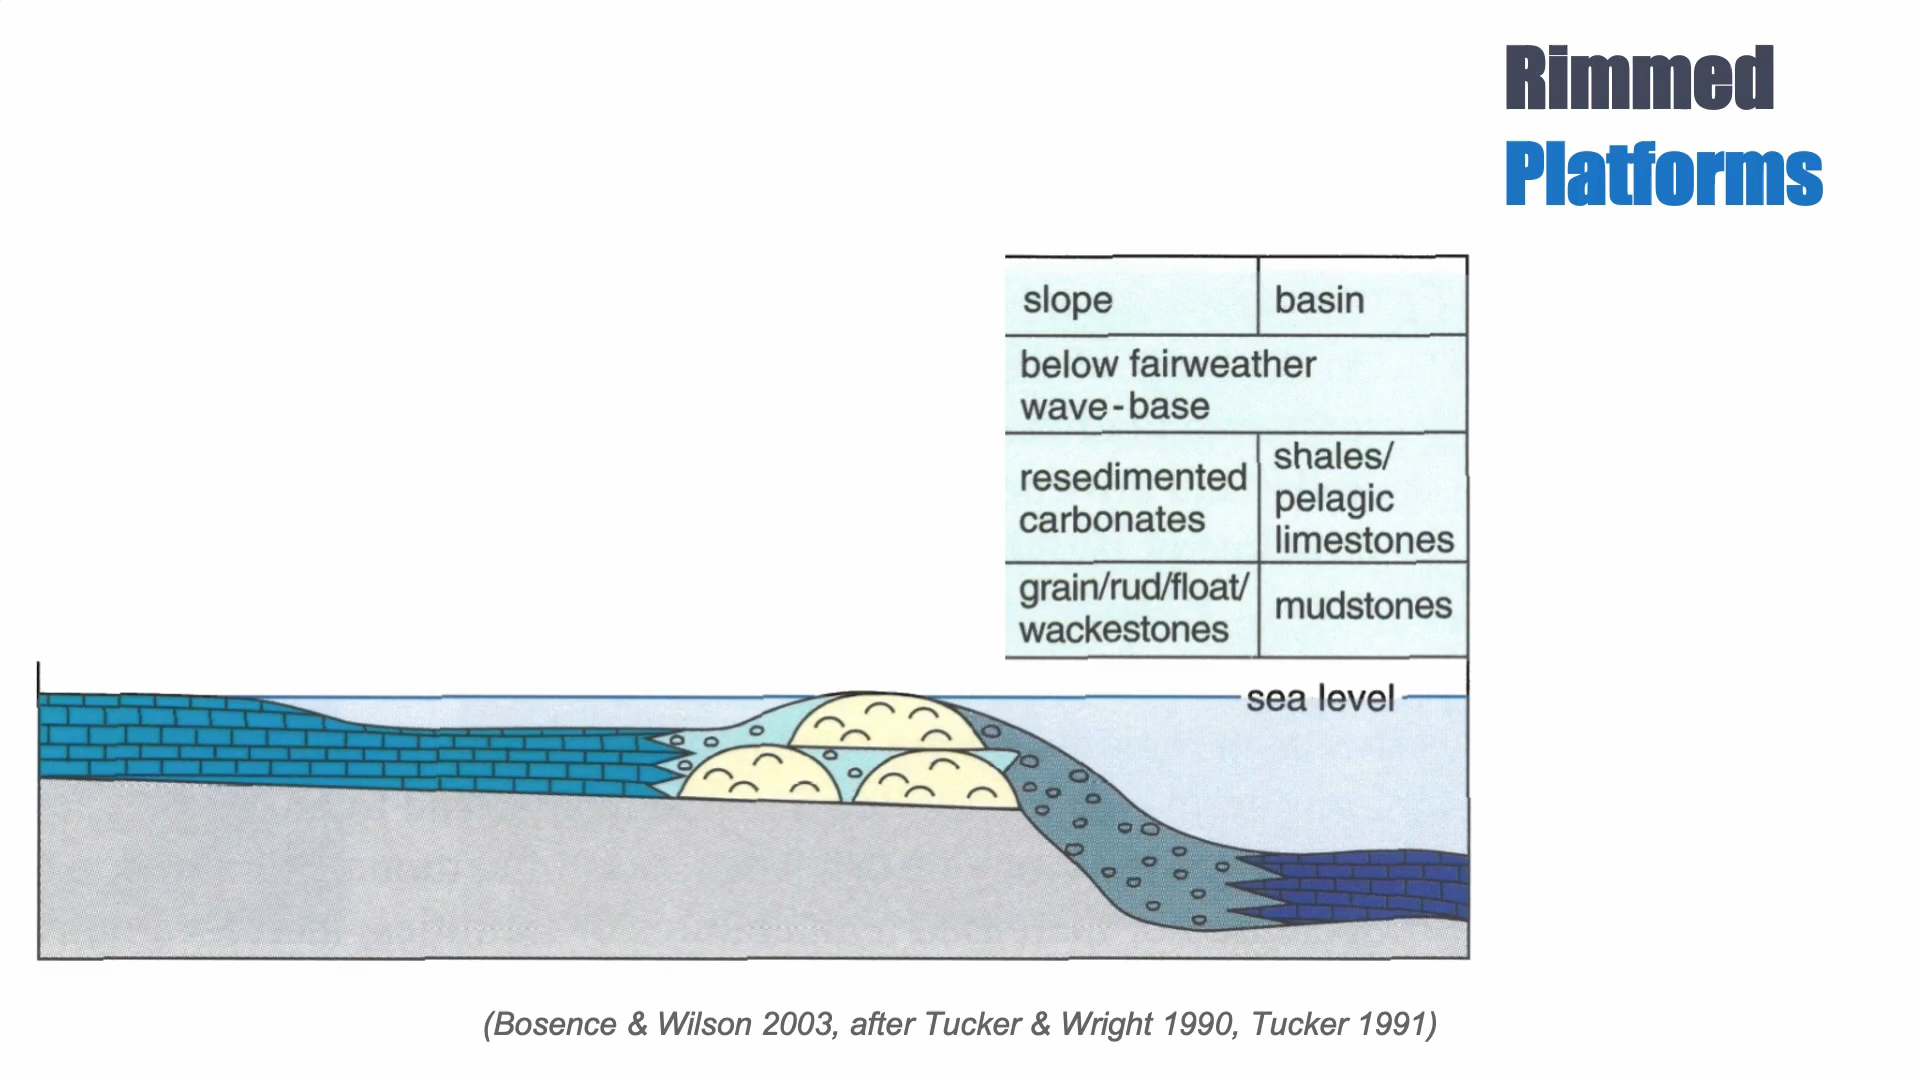 Rimmed
Platforms
slope
basin
below fairweather
wave-base
resedimented
carbonates
shales/
pelagic
limestones
grain/rud/float/
wackestones
mudstones
sea level
(Bosence & Wilson 2003, after Tucker & Wright 1990, Tucker 1991)